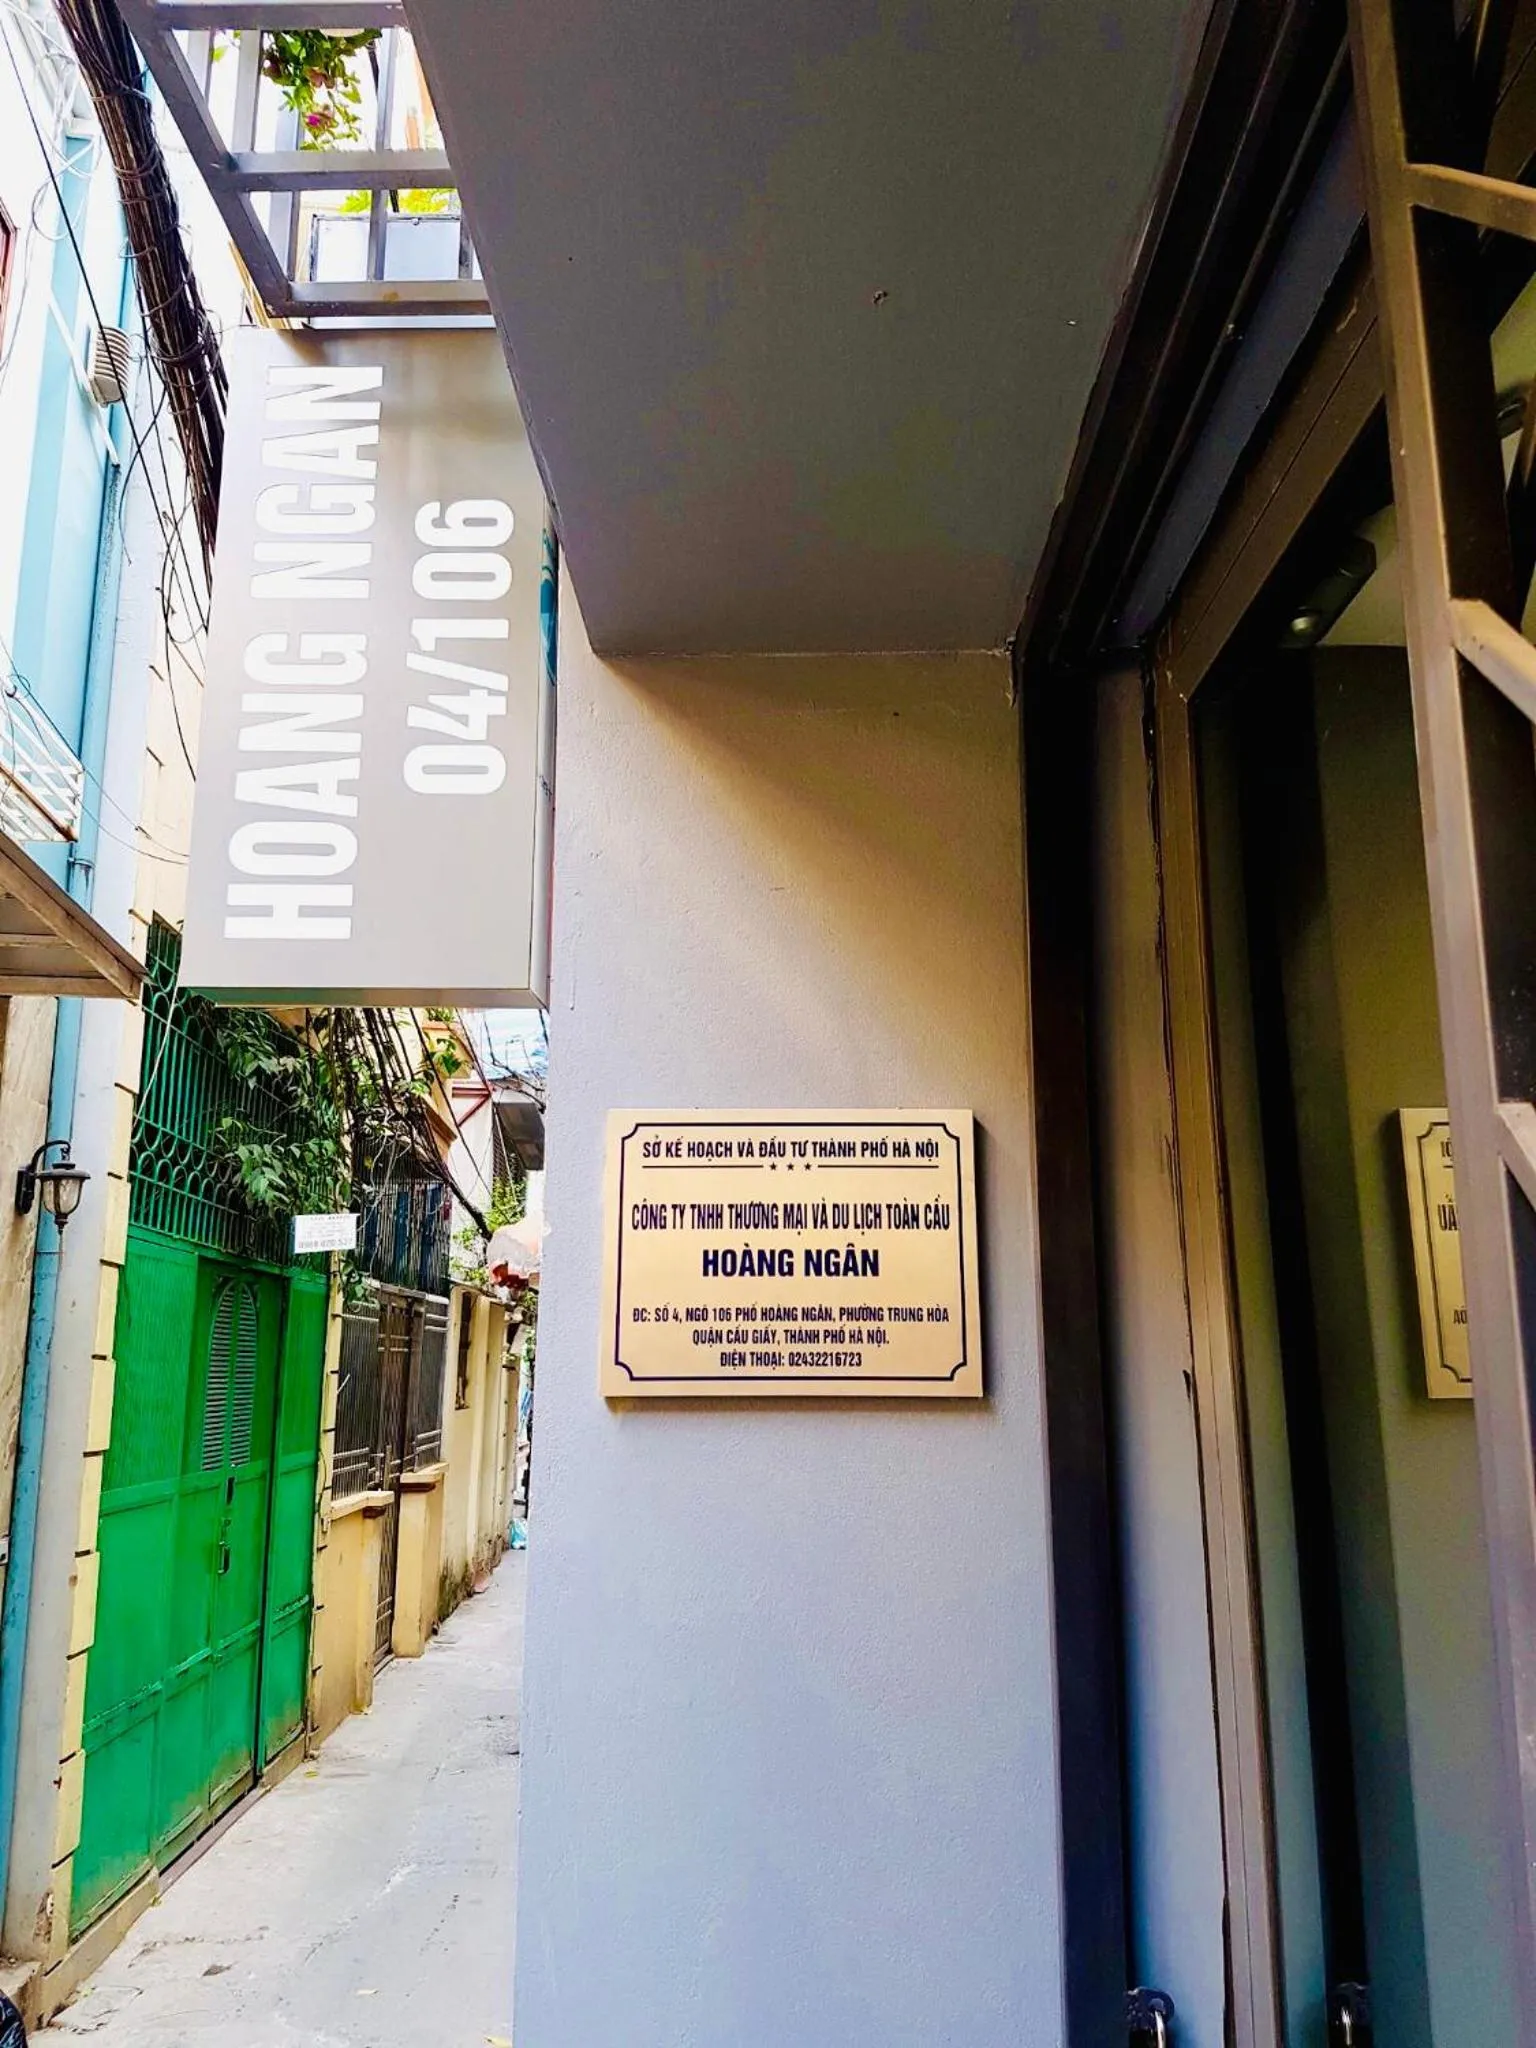 HOANG NGAN
04/106
SỞ KẾ HOẠCH VÀ ĐẦU TƯ THÀNH PHỐ HÀ NỘI
CÔNG TY TNHH THƯƠNG MẠI VÀ DU LỊCH TOÀN CẦU
HOÀNG NGÂN
ĐC: SỐ 4, NGÕ 106 PHỐ HOÀNG NGÂN, PHƯỜNG TRUNG HÒA
QUẬN CẦU GIẤY, THÀNH PHỐ HÀ NỘI.
ĐIỆN THOẠI: 02432216723